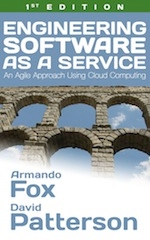 1ST EDITION
ENGINEERING
SOFTWARE
AS A SERVICE
An Agile Approach Using Cloud Computing
Armando
Fox
David
Patterson